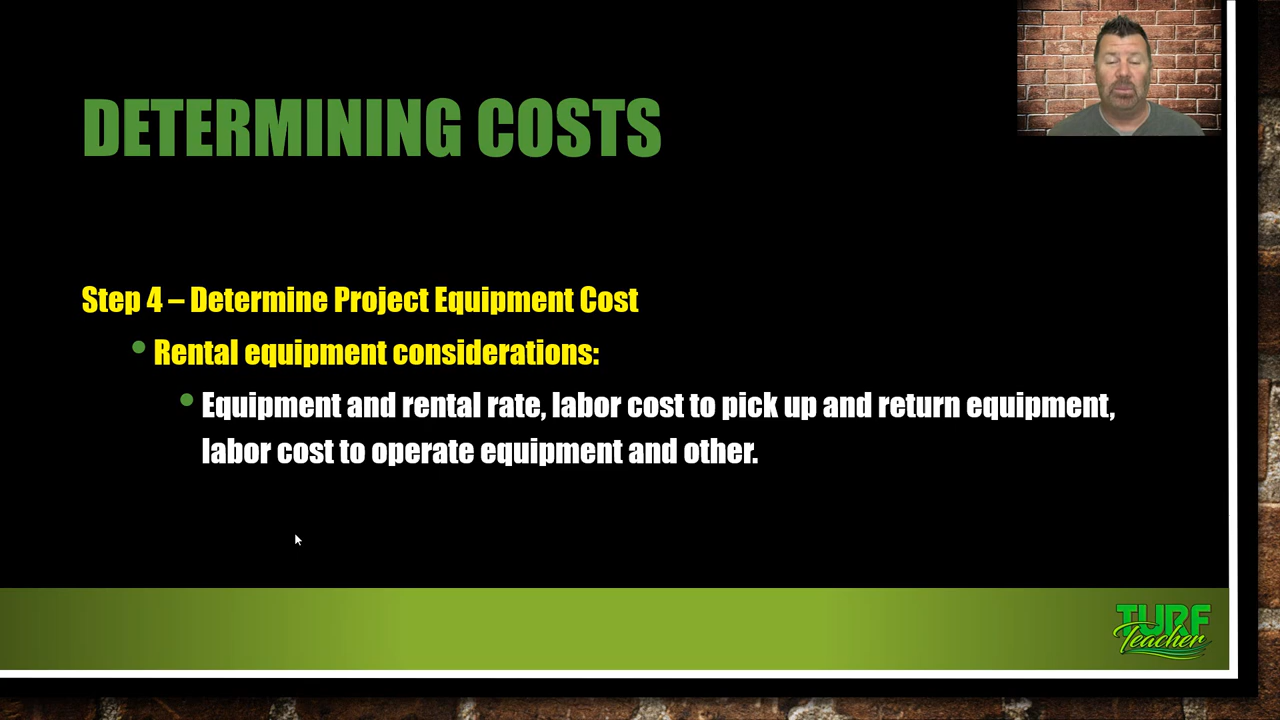 DETERMINING COSTS
Step 4 – Determine Project Equipment Cost
Rental equipment considerations:
Equipment and rental rate, labor cost to pick up and return equipment,
labor cost to operate equipment and other.
TURF
Teacher